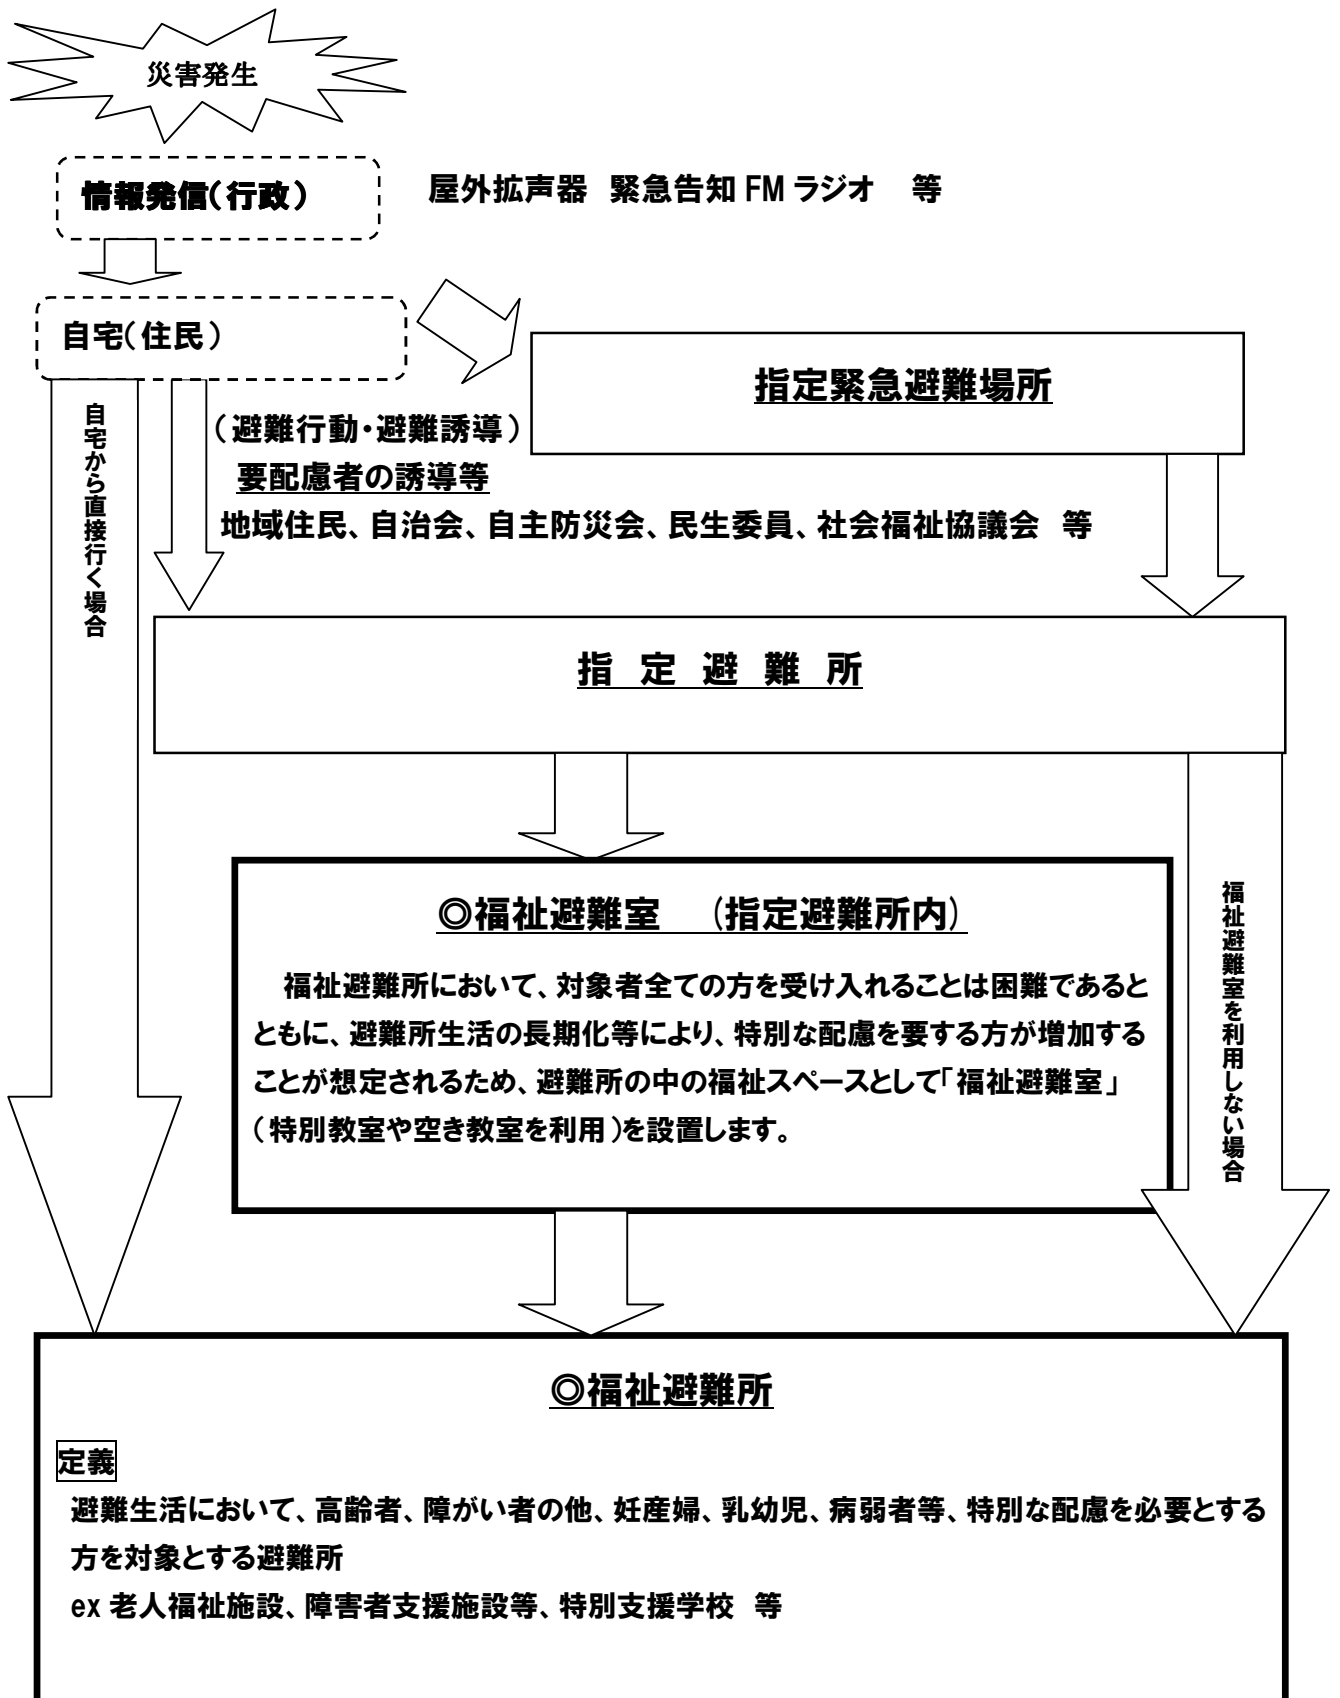 災害発生
情報発信(行政)
屋外拡声器 緊急告知 FM ラジオ 等
自宅(住民)
指定緊急避難場所
自宅から直接行く場合
(避難行動・避難誘導)
要配慮者の誘導等
地域住民、自治会、自主防災会、民生委員、社会福祉協議会 等
指 定 避 難 所
◎福祉避難室 (指定避難所内)
福祉避難所において、対象者全ての方を受け入れることは困難であると
ともに、避難所生活の長期化等により、特別な配慮を要する方が増加する
ことが想定されるため、避難所の中の福祉スペースとして「福祉避難室」
(特別教室や空き教室を利用)を設置します。
福祉避難室を利用しない場合
◎福祉避難所
定義
避難生活において、高齢者、障がい者の他、妊産婦、乳幼児、病弱者等、特別な配慮を必要とする
方を対象とする避難所
ex 老人福祉施設、障害者支援施設等、特別支援学校 等